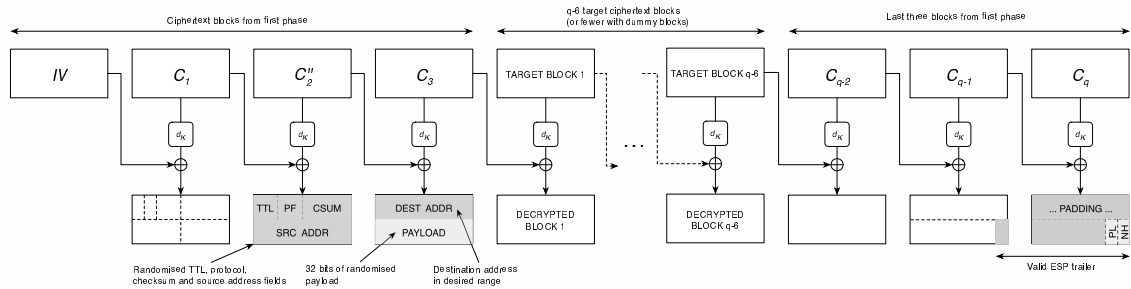 Ciphertext blocks from first phase
q-6 target ciphertext blocks
(or fewer with dummy blocks)
Last three blocks from first phase
IV
C1
C2''
C3
TARGET BLOCK 1
TARGET BLOCK q-6
Cq-2
Cq-1
Cq
dK
dK
dK
dK
dK
dK
dK
dK
...
TTL
PF
CSUM
SRC ADDR
DEST ADDR
PAYLOAD
DECRYPTED
BLOCK 1
DECRYPTED
BLOCK q-6
... PADDING ...
PL
NH
Randomised TTL, protocol,
checksum and source address fields
32 bits of randomised
payload
Destination address
in desired range
Valid ESP trailer